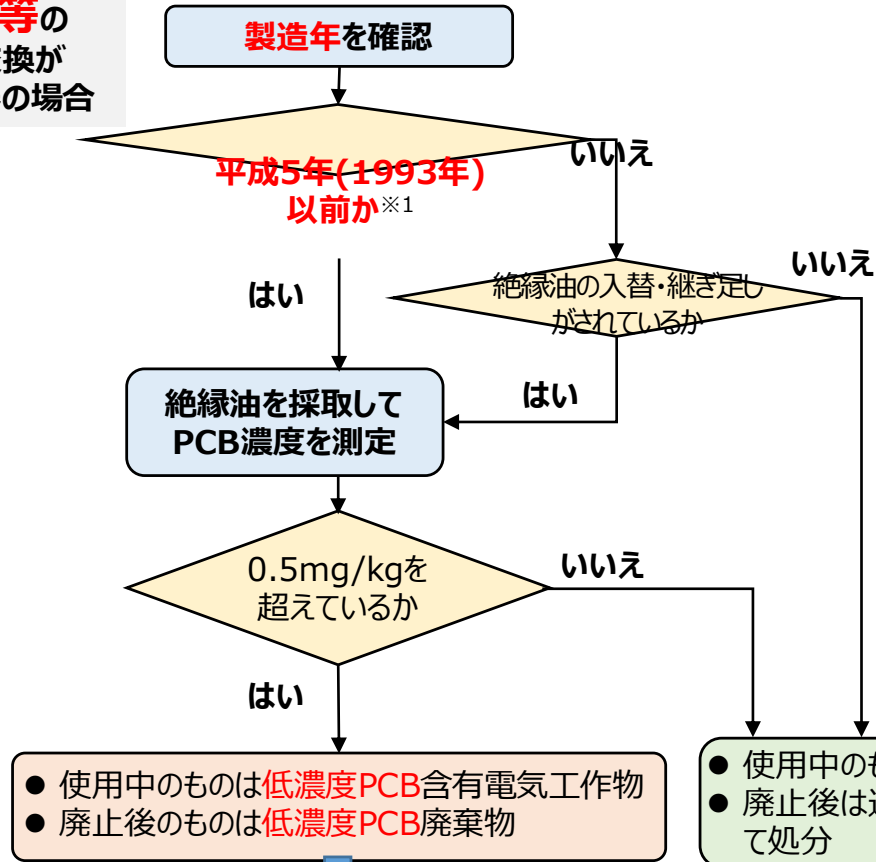 等の
換が
の場合
製造年を確認
平成5年(1993年)
以前か※1
いいえ
はい
絶縁油の入替・継ぎ足し
がされているか
いいえ
はい
絶縁油を採取して
PCB濃度を測定
0.5mg/kgを
超えているか
いいえ
はい
● 使用中のものは低濃度PCB含有電気工作物
● 廃止後のものは低濃度PCB廃棄物
● 使用中のも
● 廃止後は
て処分